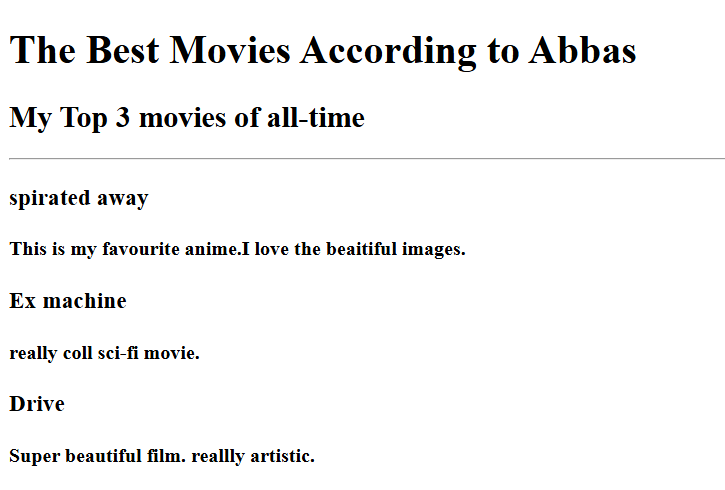 The Best Movies According to Abbas
My Top 3 movies of all-time
spirated away
This is my favourite anime.I love the beaitiful images.
Ex machine
really coll sci-fi movie.
Drive
Super beautiful film. reallly artistic.